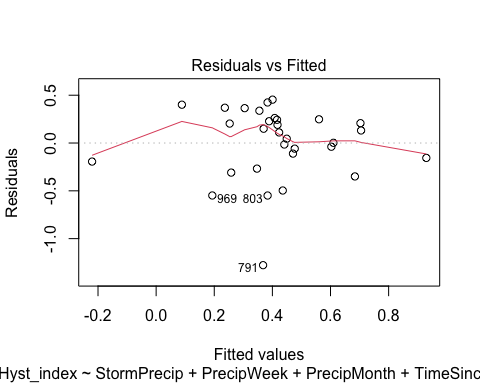 Residuals vs Fitted
Residuals
0.5
0.0
-0.5
-1.0
969 803
791
-0.2 0.0 0.2 0.4 0.6 0.8
Fitted values
Hyst_index ~ StormPrecip + PrecipWeek + PrecipMonth + TimeSinc